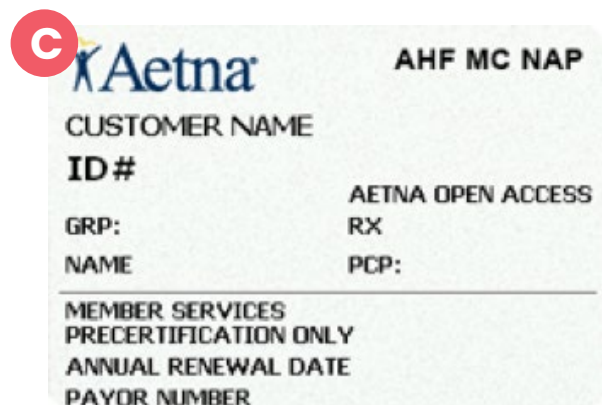 C
Aetna
AHF MC NAP
CUSTOMER NAME
ID#
AETNA OPEN ACCESS
GRP:
RX
NAME
PCP:
MEMBER SERVICES
PRECERTIFICATION ONLY
ANNUAL RENEWAL DATE
PAYOR NUMBER